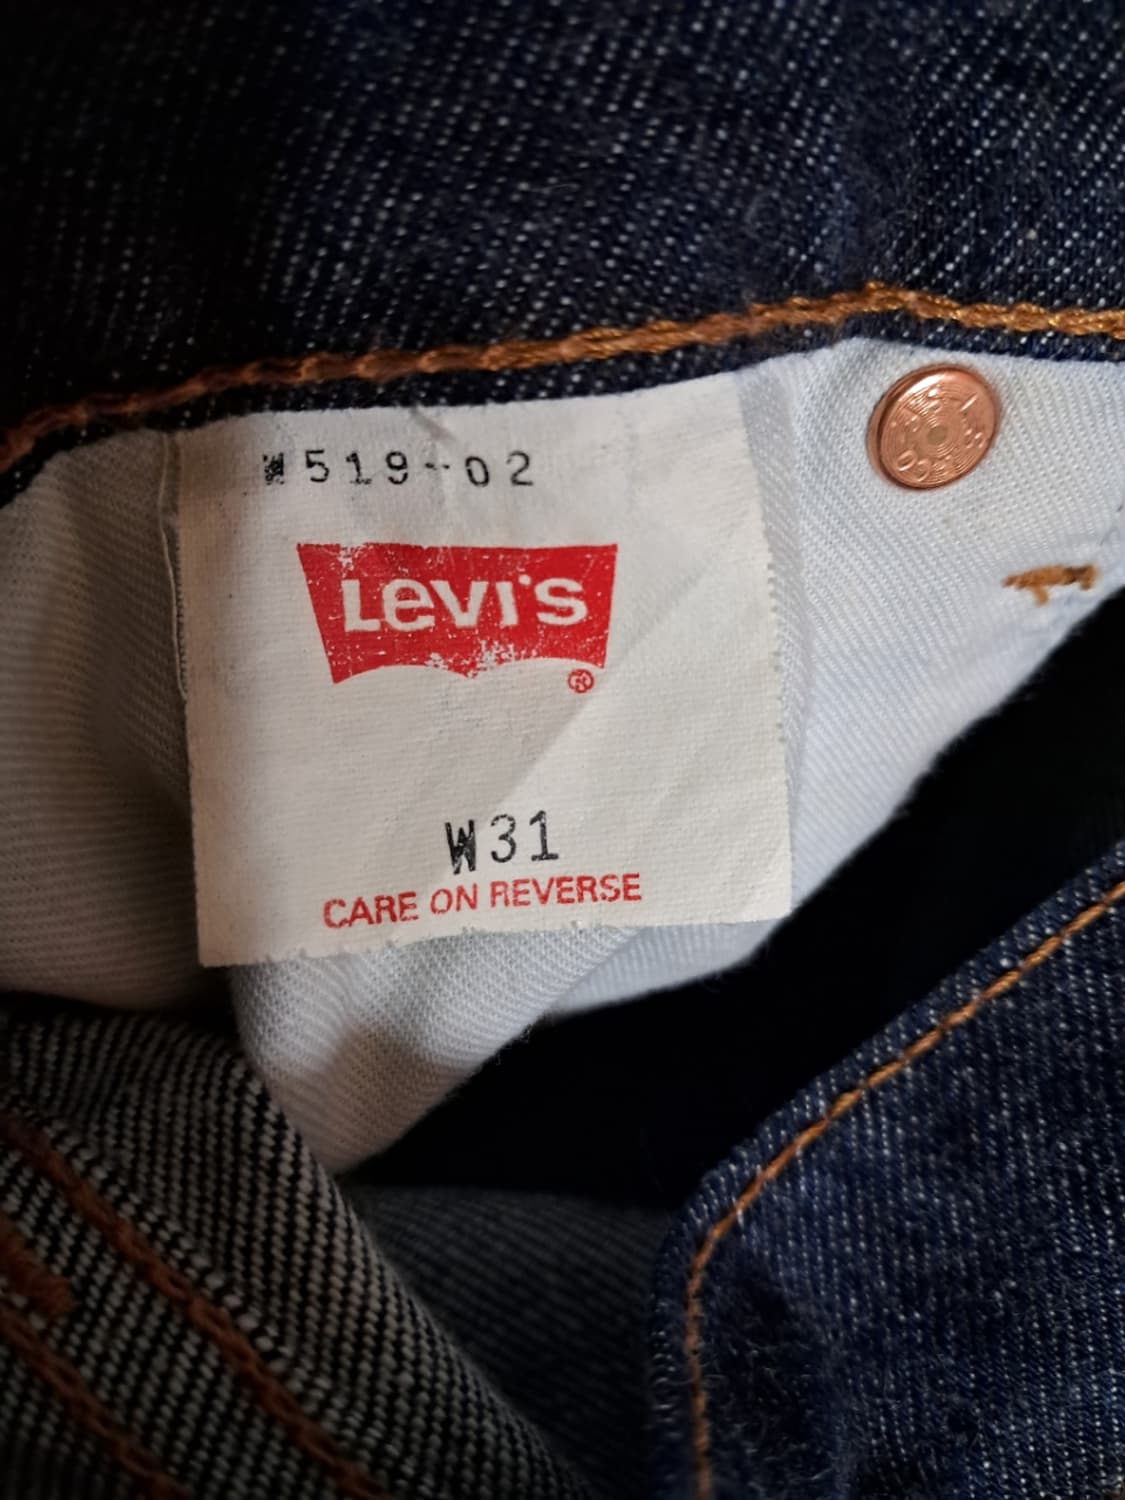 W519-02
Levi's
®
W31
CARE ON REVERSE